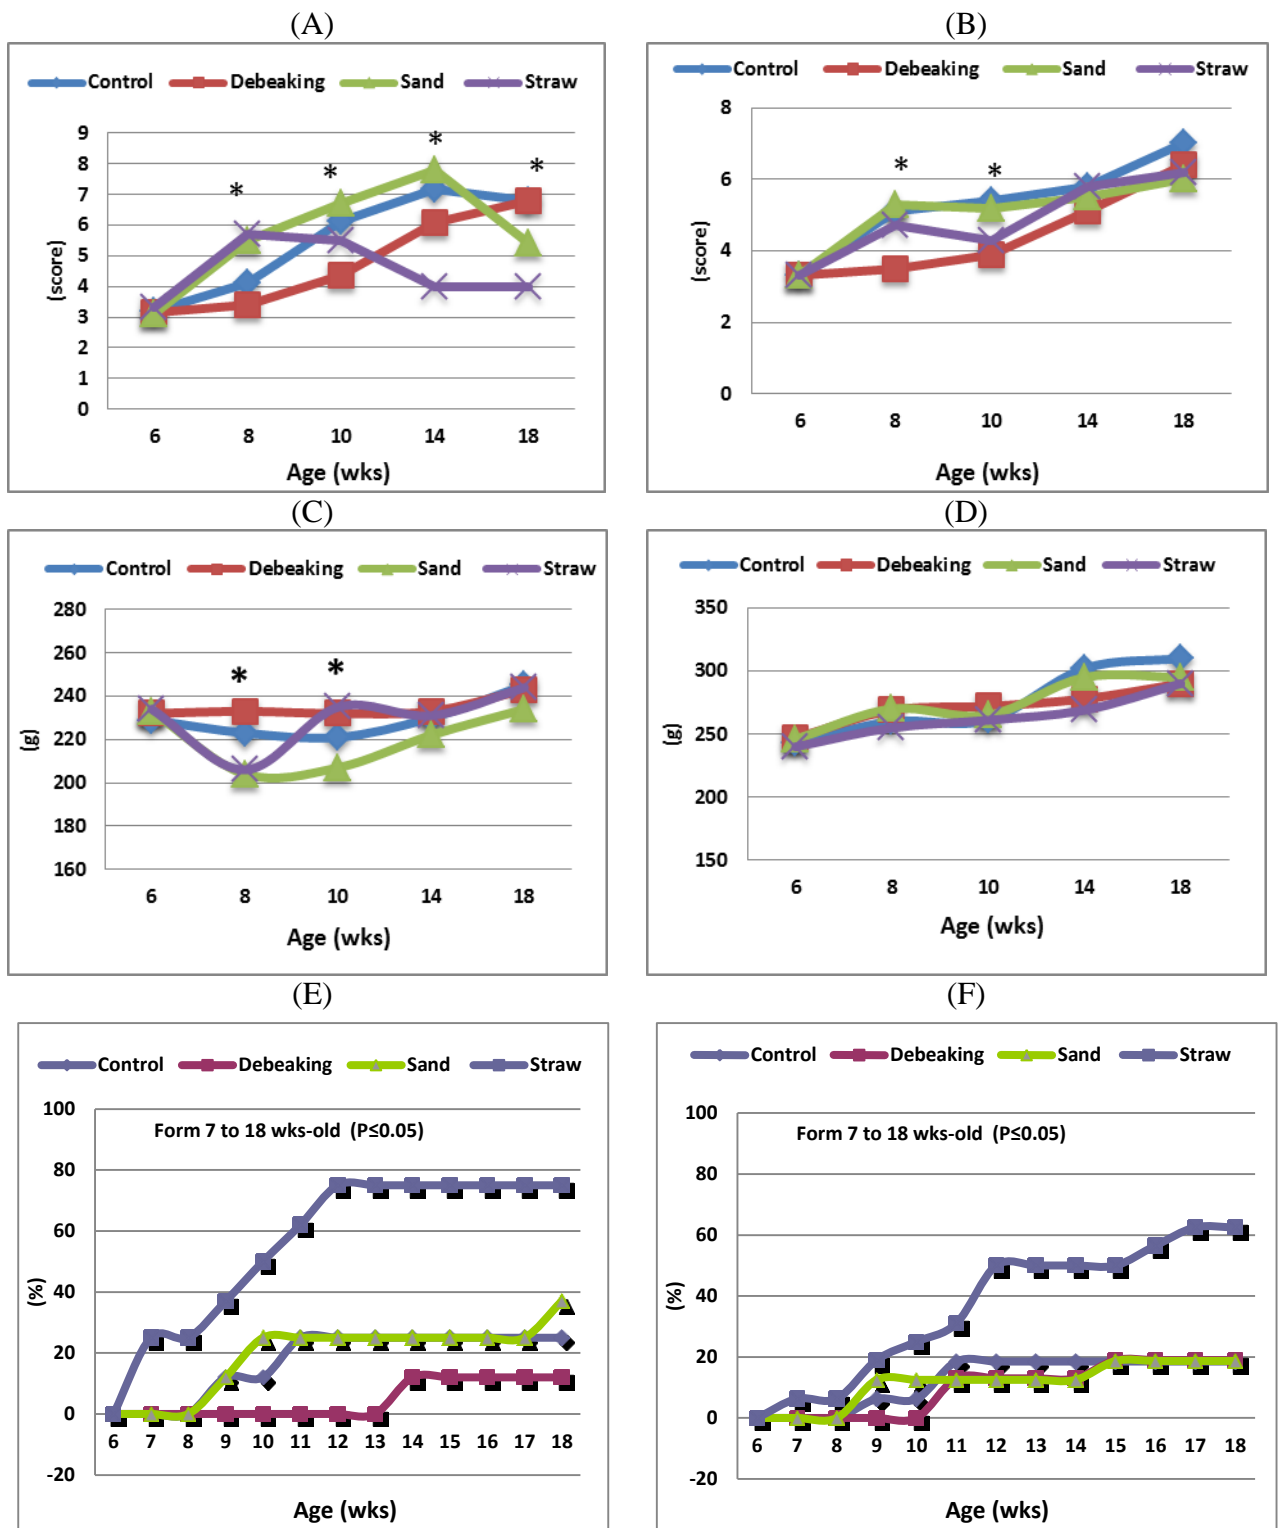 (A)
Control Debeaking Sand Straw
9
8
7
6
5
4
3
2
1
0
(score)
* * * *
6 8 10 14 18
Age (wks)
(B)
Control Debeaking Sand Straw
8
6
4
2
0
(score)
* *
6 8 10 14 18
Age (wks)
(C)
Control Debeaking Sand Straw
280
260
240
220
200
180
160
(g)
* *
6 8 10 14 18
Age (wks)
(D)
Control Debeaking Sand Straw
350
300
250
200
150
(g)
6 8 10 14 18
Age (wks)
(E)
Control Debeaking Sand Straw
100
80
60
40
20
0
-20
(%)
Form 7 to 18 wks-old (P≤0.05)
6 7 8 9 10 11 12 13 14 15 16 17 18
Age (wks)
(F)
Control Debeaking Sand Straw
100
80
60
40
20
0
-20
(%)
Form 7 to 18 wks-old (P≤0.05)
6 7 8 9 10 11 12 13 14 15 16 17 18
Age (wks)